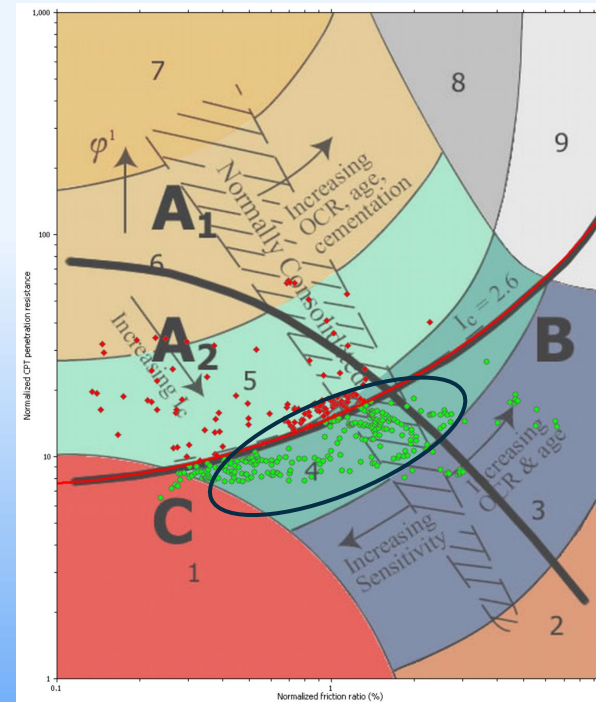 1,000
7
8
9
φ¹
A₁
Normally Consolidated
Increasing
OCR, age,
cementation
100
6
A₂
Increasing Ic
5
Ic = 2.6
B
10
4
C
Increasing
OCR & age
3
Increasing
Sensitivity
1
2
1
0.1
1
Normalized friction ratio (%)
Normalized CPT penetration resistance